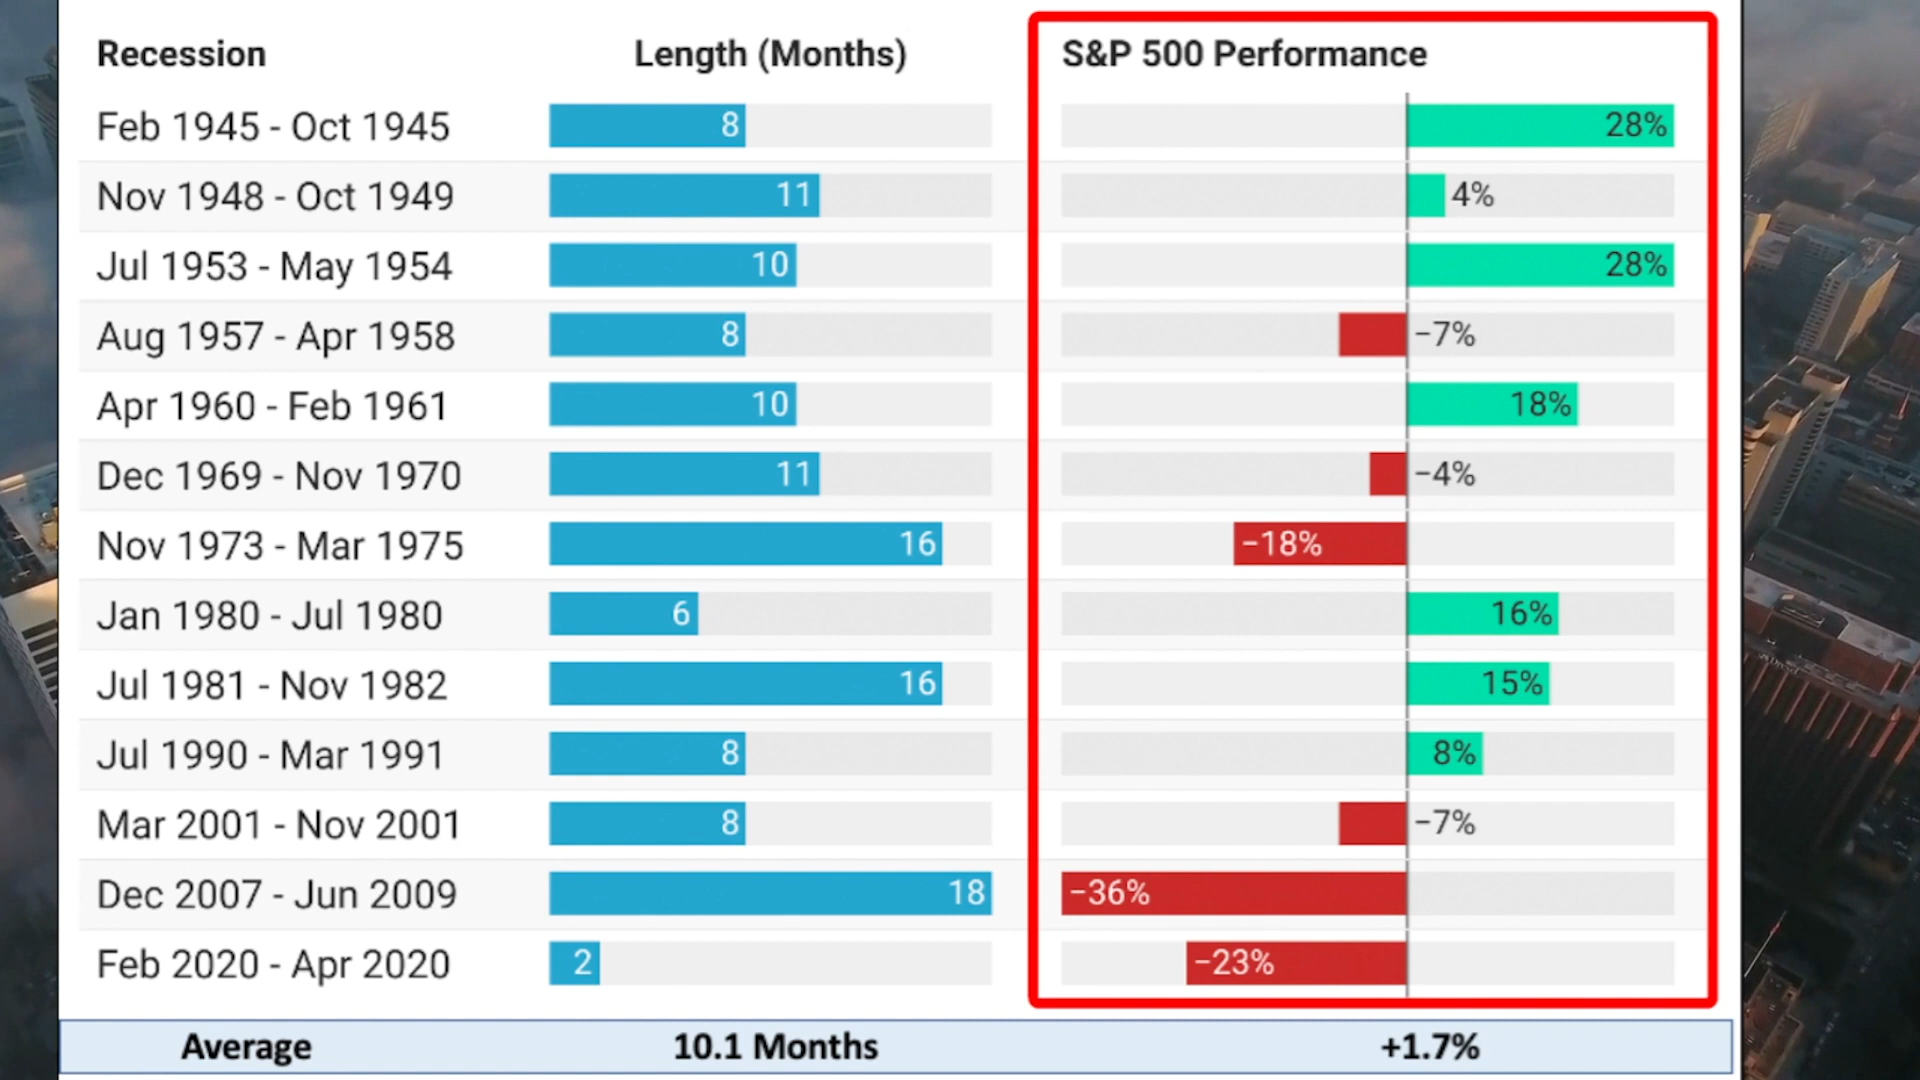 Recession Length (Months) S&P 500 Performance
Feb 1945 - Oct 1945 8 28%
Nov 1948 - Oct 1949 11 4%
Jul 1953 - May 1954 10 28%
Aug 1957 - Apr 1958 8 −7%
Apr 1960 - Feb 1961 10 18%
Dec 1969 - Nov 1970 11 −4%
Nov 1973 - Mar 1975 16 −18%
Jan 1980 - Jul 1980 6 16%
Jul 1981 - Nov 1982 16 15%
Jul 1990 - Mar 1991 8 8%
Mar 2001 - Nov 2001 8 −7%
Dec 2007 - Jun 2009 18 −36%
Feb 2020 - Apr 2020 2 −23%
Average 10.1 Months +1.7%